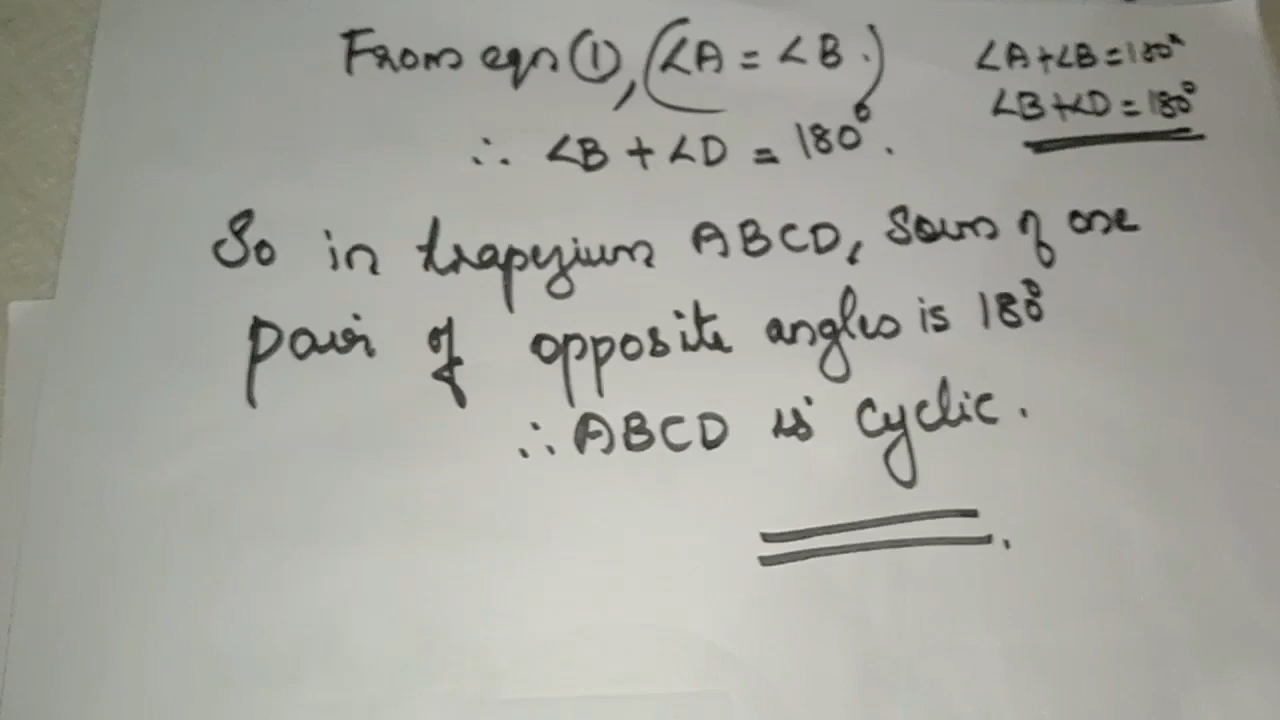 From eqn (1), (∠A = ∠B.)
∴ ∠B + ∠D = 180°.
∠A+∠B=180°
∠B+∠D=180°
So in trapezium ABCD, Sum of one
pair of opposite angles is 180°
∴ ABCD is cyclic.